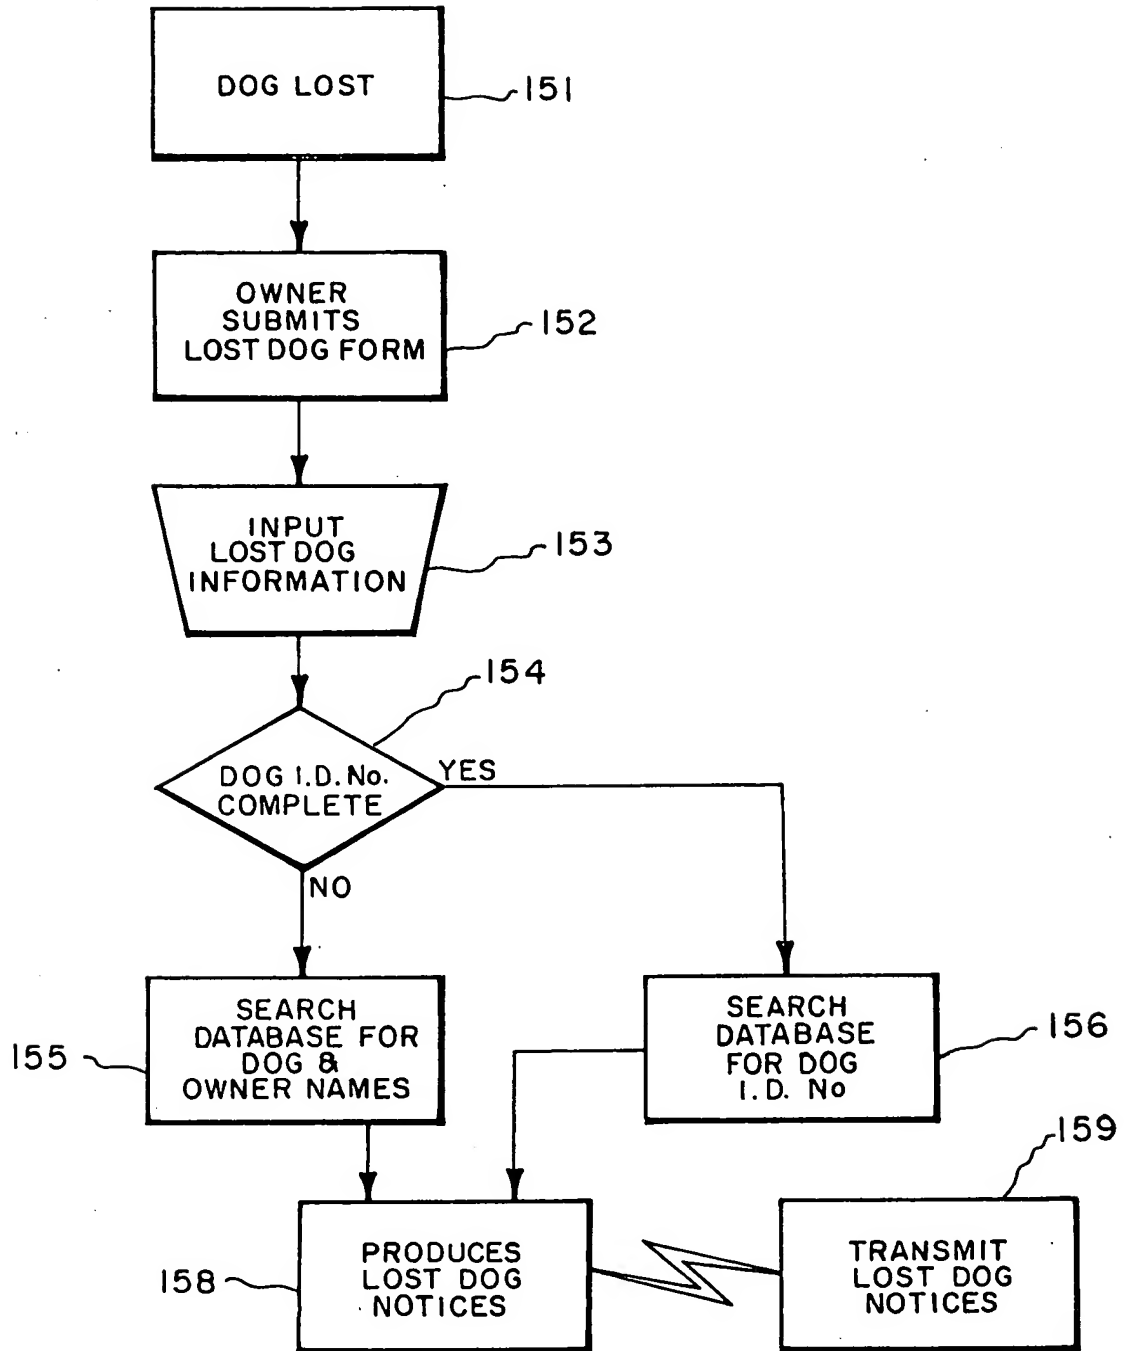 DOG LOST
151
OWNER
SUBMITS
LOST DOG FORM
152
INPUT
LOST DOG
INFORMATION
153
154
DOG I.D. No.
COMPLETE
YES
NO
SEARCH
DATABASE FOR
DOG &
OWNER NAMES
155
SEARCH
DATABASE
FOR DOG
I.D. No
156
159
PRODUCES
LOST DOG
NOTICES
158
TRANSMIT
LOST DOG
NOTICES